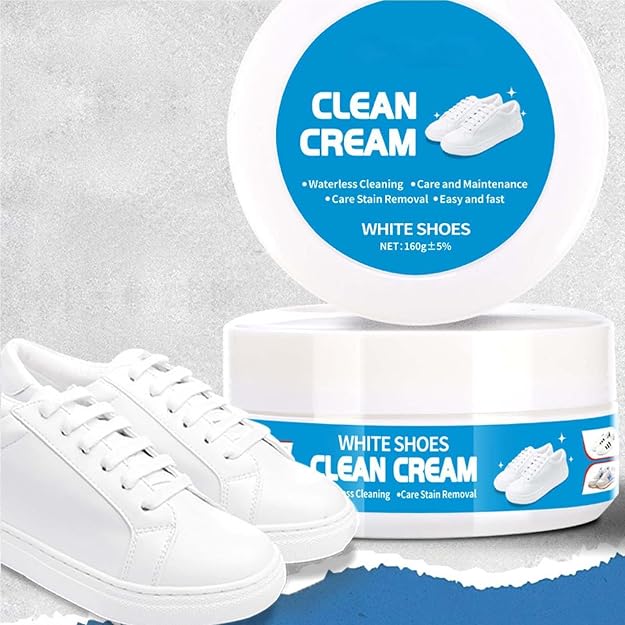 CLEAN
CREAM
•Waterless Cleaning •Care and Maintenance
•Care Stain Removal •Easy and fast
WHITE SHOES
NET:160g±5%
WHITE SHOES
CLEAN CREAM
Cleaning •Care Stain Removal